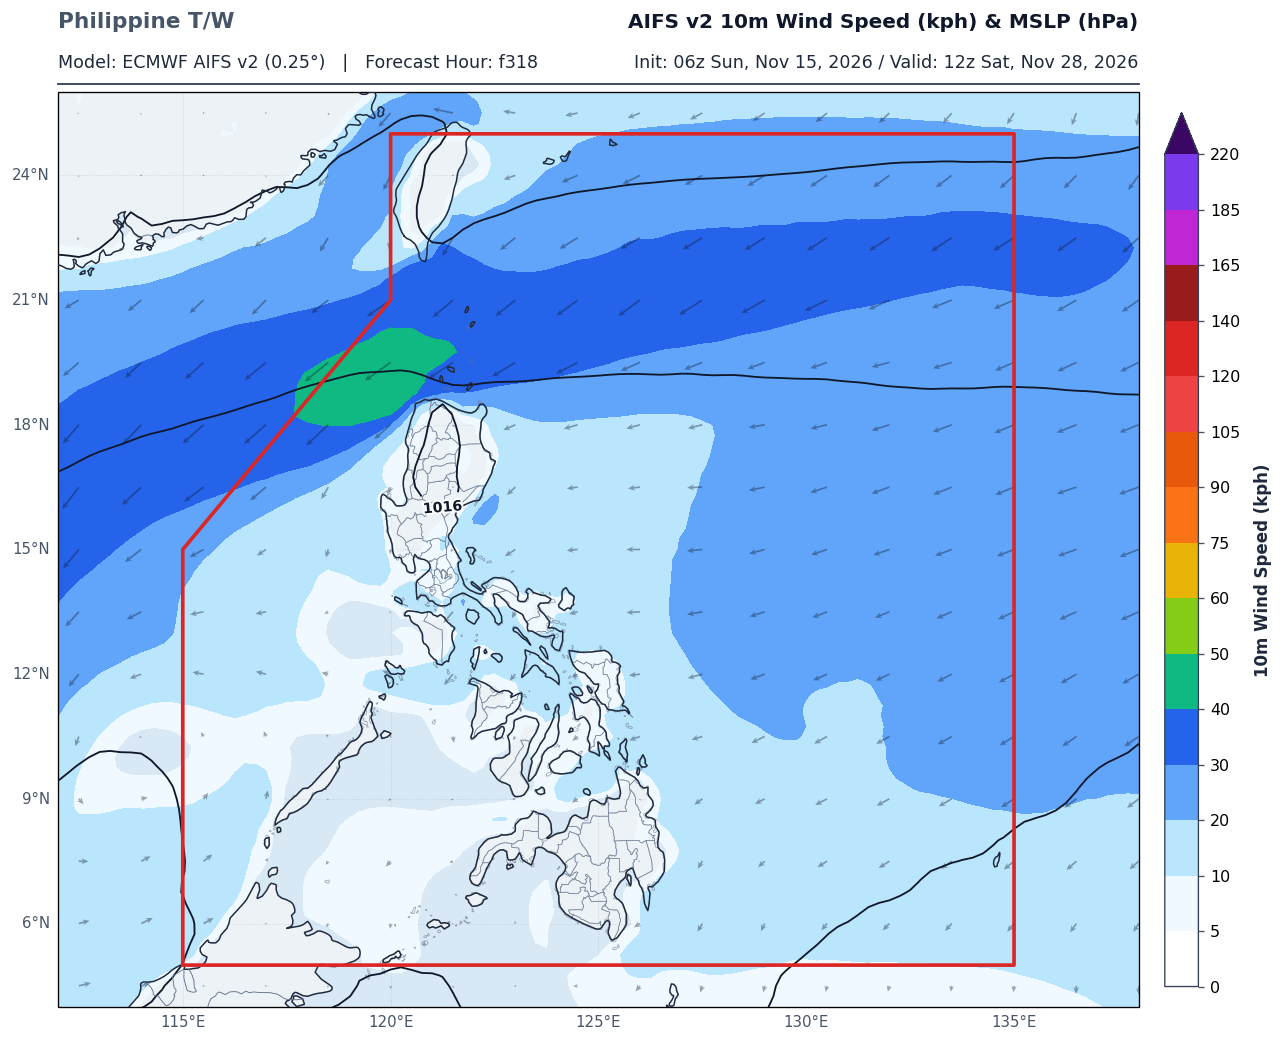 Philippine T/W
AIFS v2 10m Wind Speed (kph) & MSLP (hPa)
Model: ECMWF AIFS v2 (0.25°) | Forecast Hour: f318
Init: 06z Sun, Nov 15, 2026 / Valid: 12z Sat, Nov 28, 2026
24°N
21°N
18°N
15°N
12°N
9°N
6°N
115°E
120°E
125°E
130°E
135°E
1016
220
185
165
140
120
105
90
75
60
50
40
30
20
10
5
0
10m Wind Speed (kph)